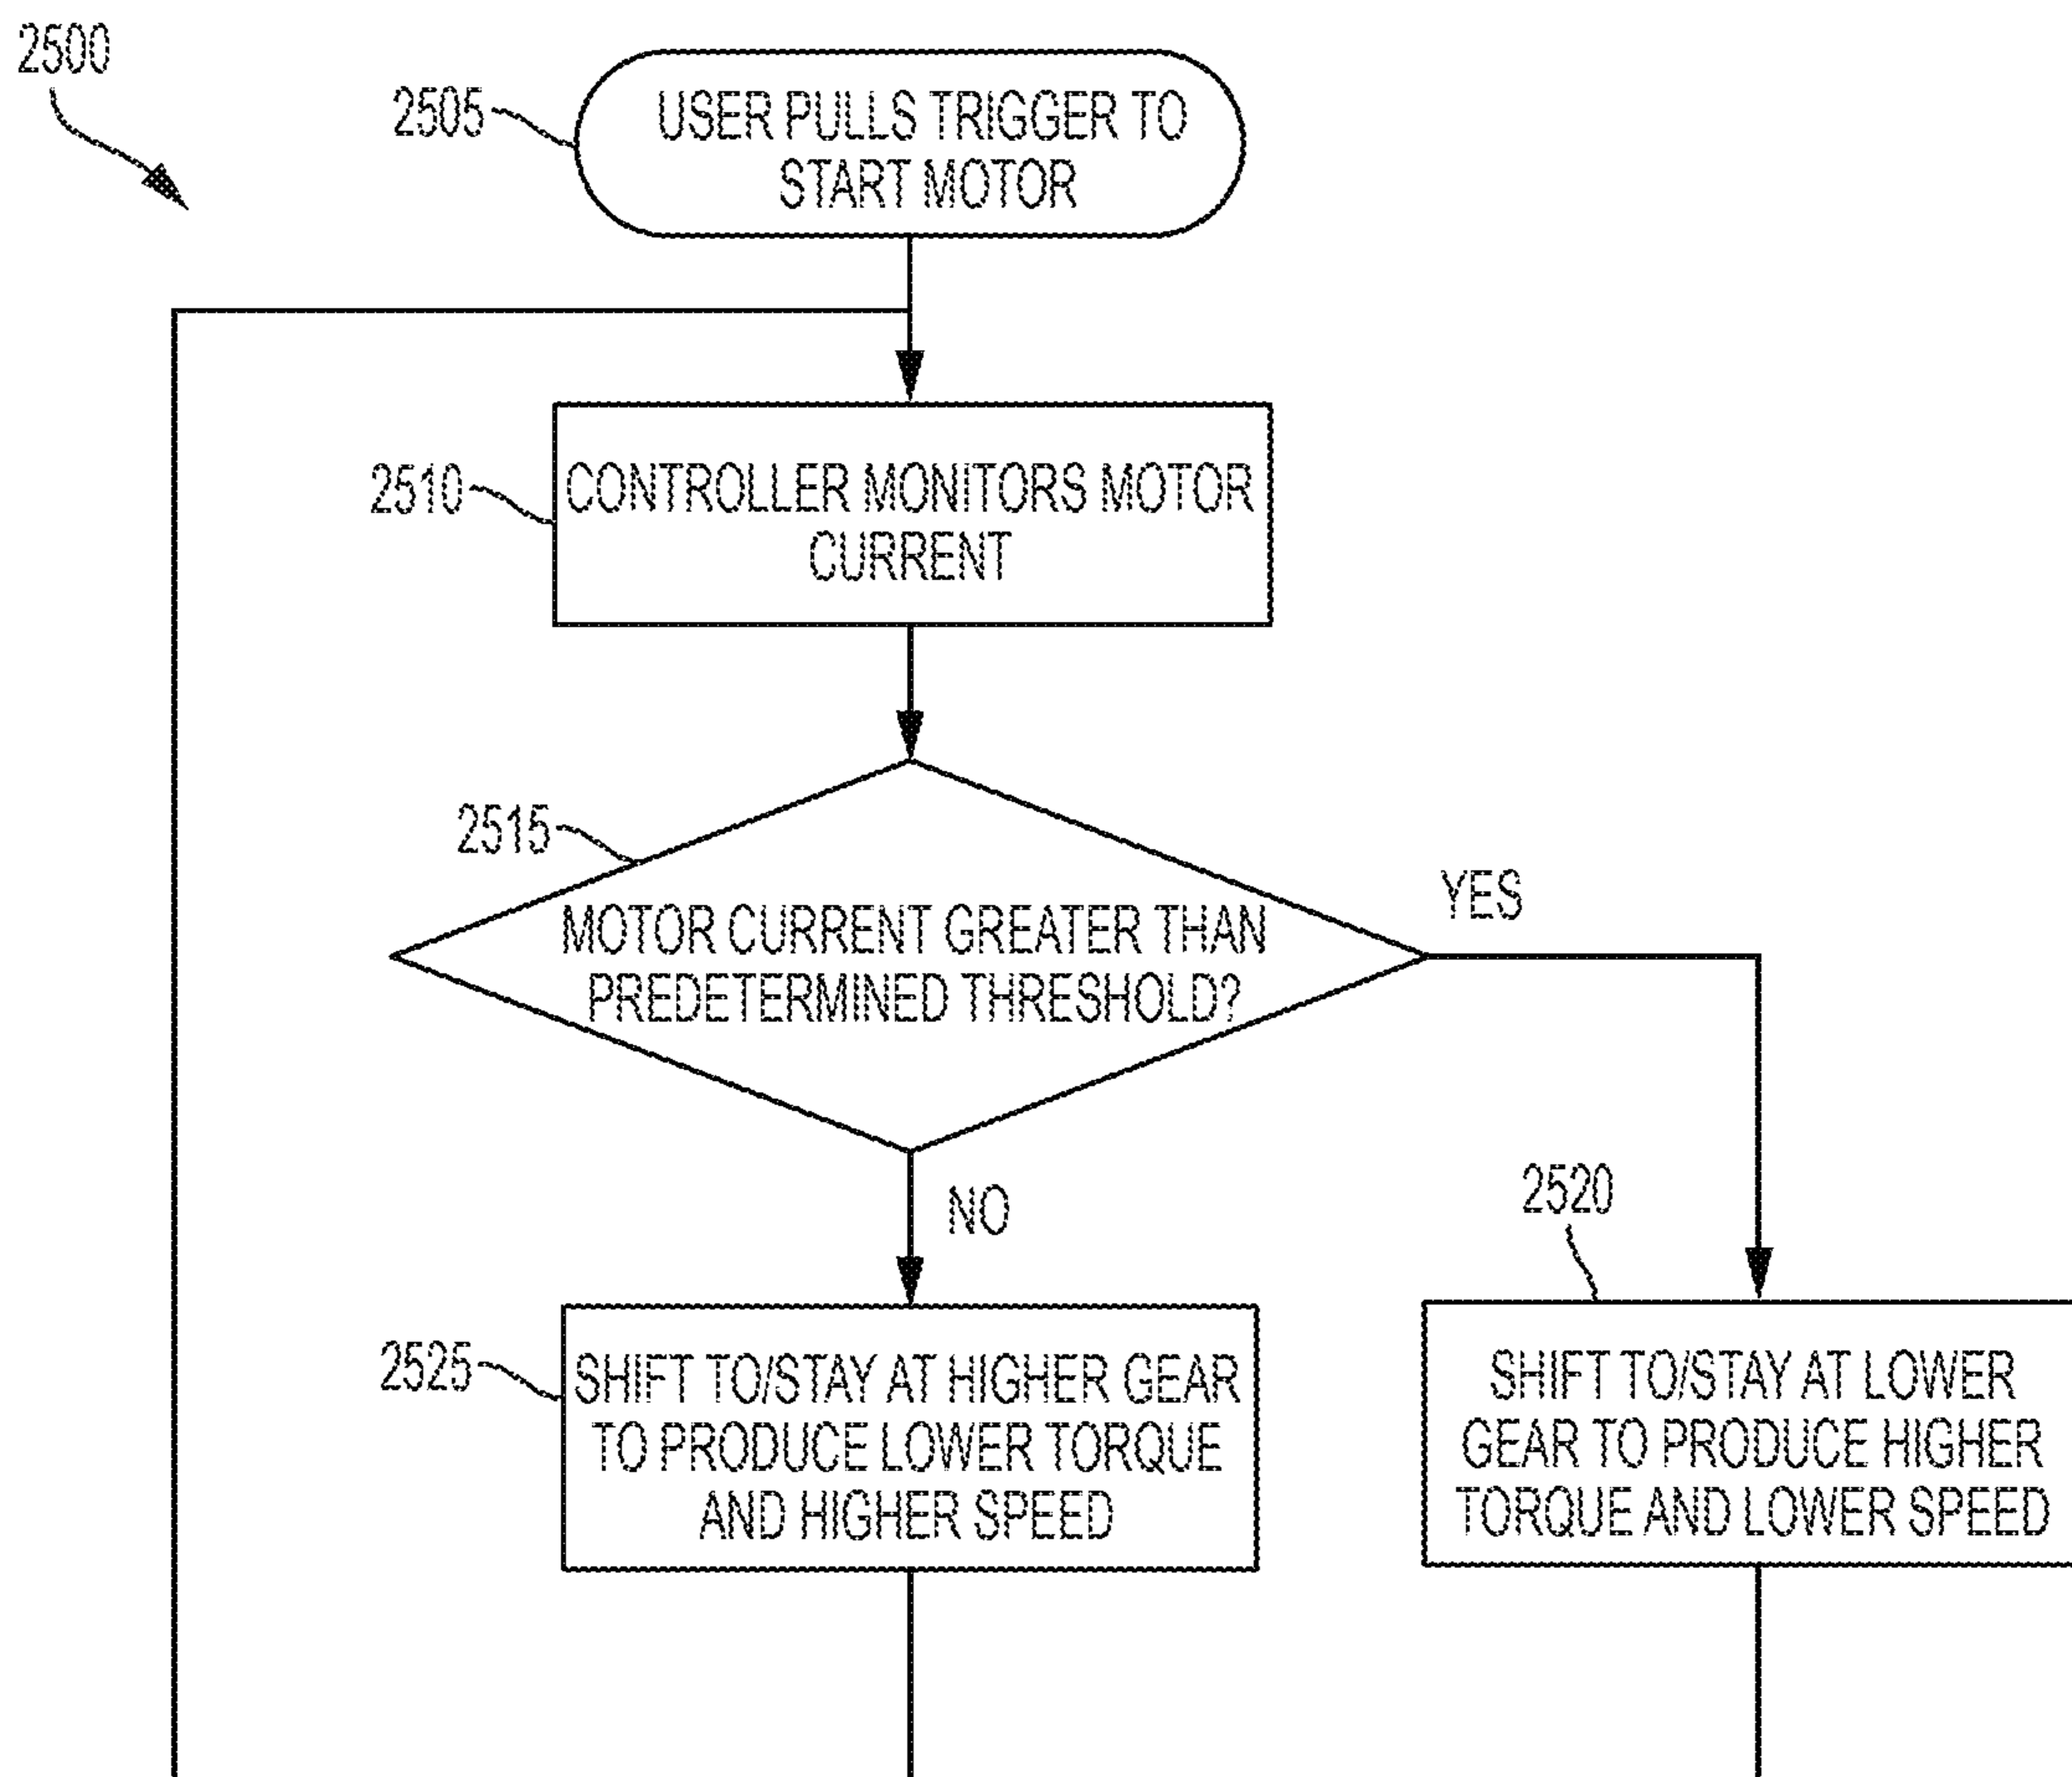 2500
2505
USER PULLS TRIGGER TO
START MOTOR
2510
CONTROLLER MONITORS MOTOR
CURRENT
2515
MOTOR CURRENT GREATER THAN
PREDETERMINED THRESHOLD?
YES
NO
2520
2525
SHIFT TO/STAY AT HIGHER GEAR
TO PRODUCE LOWER TORQUE
AND HIGHER SPEED
SHIFT TO/STAY AT LOWER
GEAR TO PRODUCE HIGHER
TORQUE AND LOWER SPEED